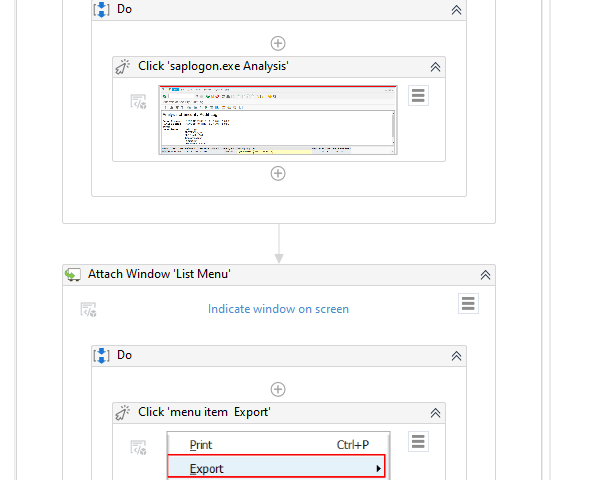 Do
Click 'saplogon.exe Analysis'
Attach Window 'List Menu'
Indicate window on screen
Do
Click 'menu item  Export'
Print Ctrl+P
Export